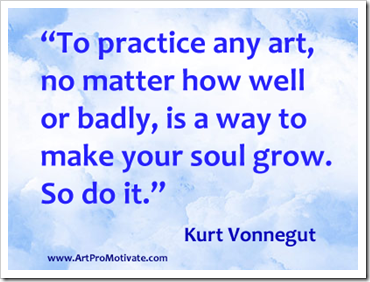 “To practice any art,
no matter how well
or badly, is a way to
make your soul grow.
So do it.”
Kurt Vonnegut
www.ArtProMotivate.com